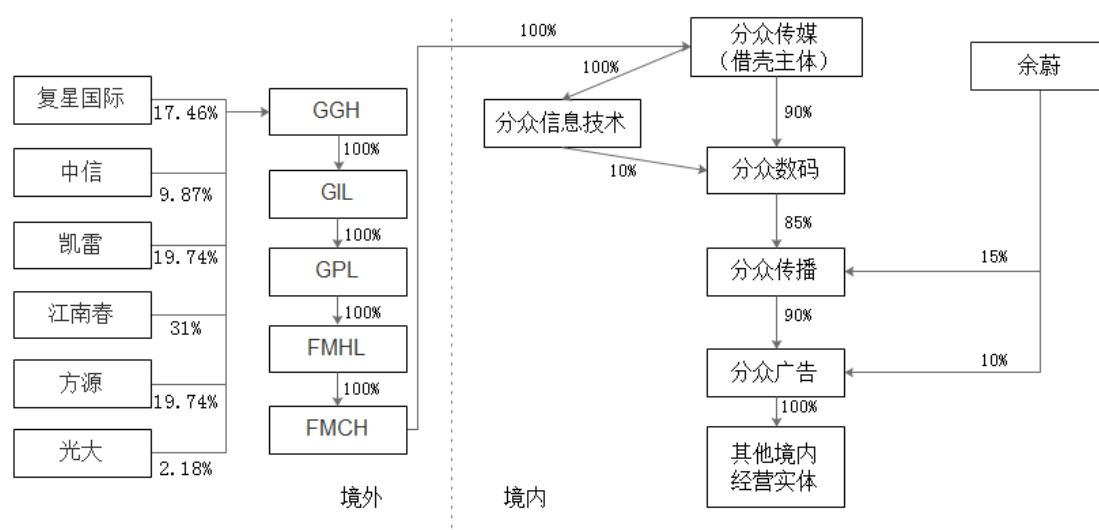 复星国际
17.46%
中信
9.87%
凯雷
19.74%
江南春
31%
方源
19.74%
光大
2.18%
GGH
100%
GIL
100%
GPL
100%
FMHL
100%
FMCH
境外
境内
100%
分众传媒
（借壳主体）
100%
分众信息技术
90%
10%
分众数码
85%
分众传播
90%
分众广告
100%
其他境内
经营实体
余蔚
15%
10%